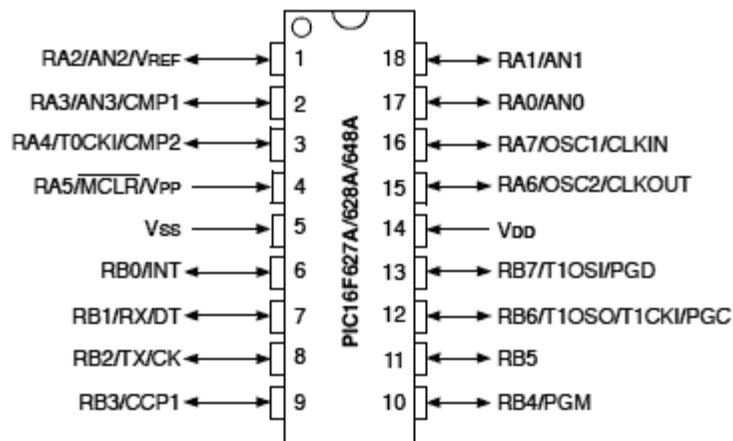 RA2/AN2/VREF 1 18 RA1/AN1
RA3/AN3/CMP1 2 17 RA0/AN0
RA4/T0CKI/CMP2 3 16 RA7/OSC1/CLKIN
RA5/MCLR/VPP 4 15 RA6/OSC2/CLKOUT
VSS 5 14 VDD
RB0/INT 6 13 RB7/T1OSI/PGD
RB1/RX/DT 7 12 RB6/T1OSO/T1CKI/PGC
RB2/TX/CK 8 11 RB5
RB3/CCP1 9 10 RB4/PGM
PIC16F627A/628A/648A